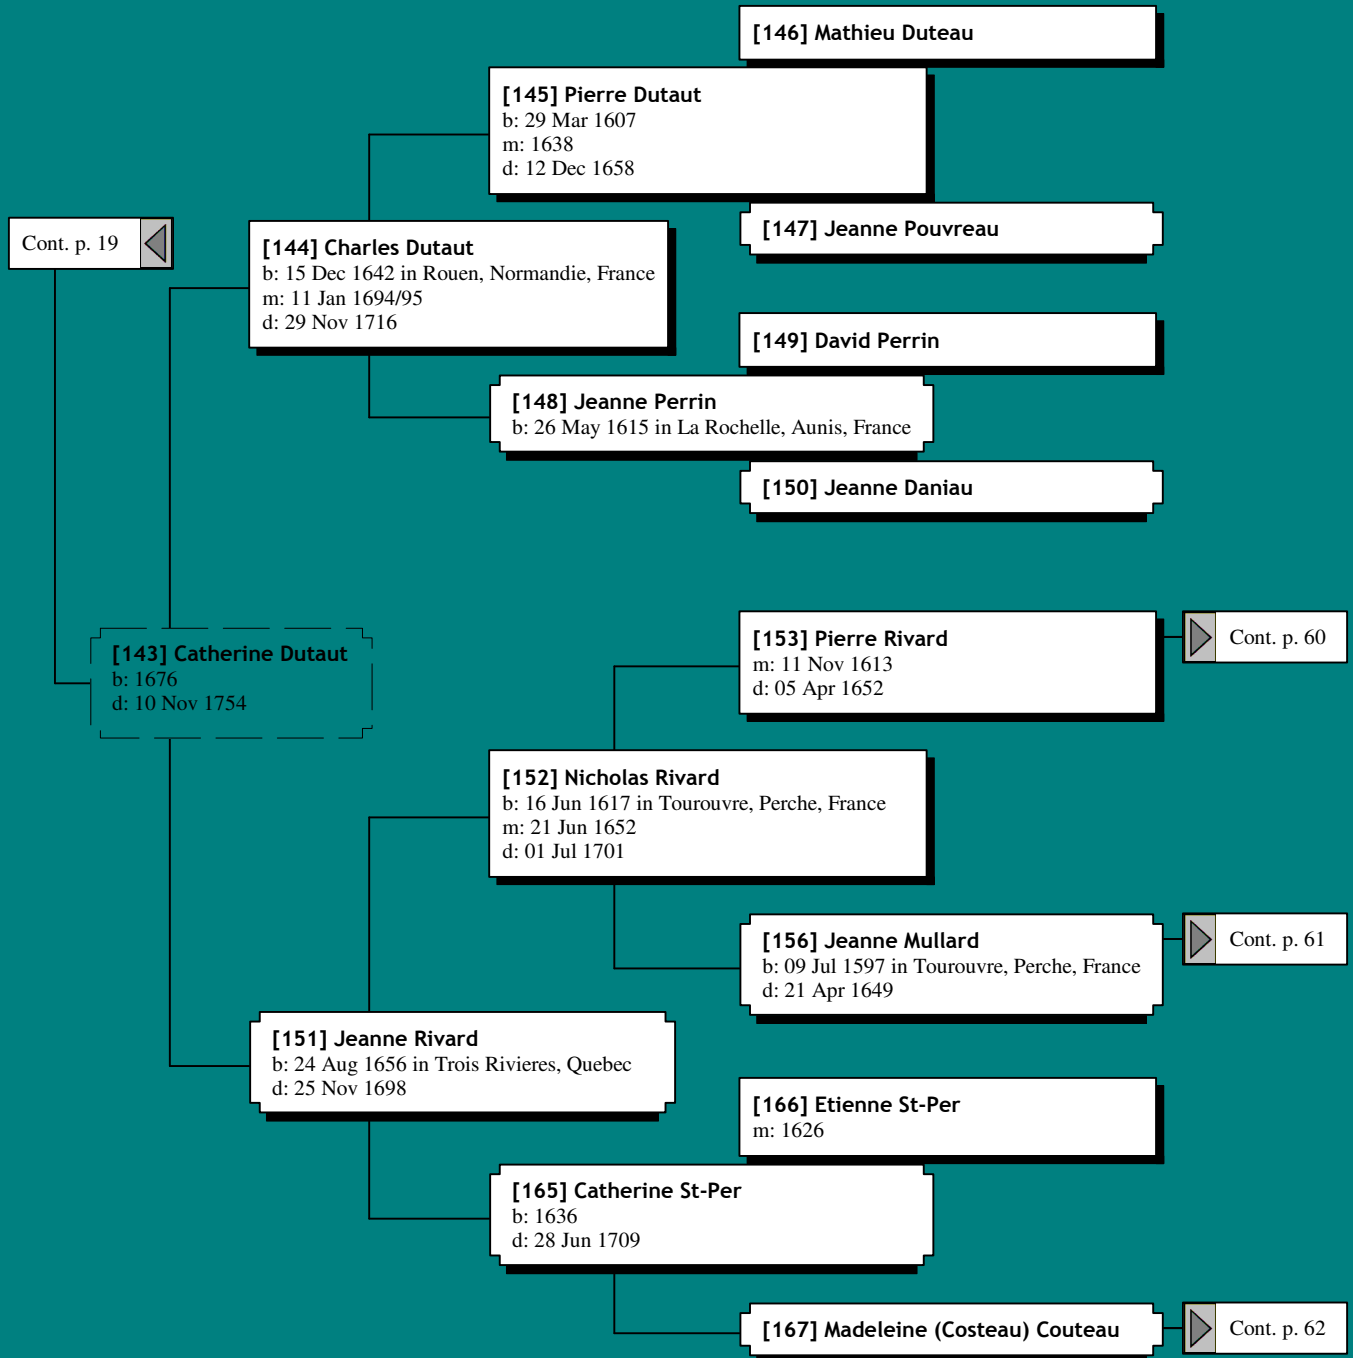 [146] Mathieu Duteau
[145] Pierre Dutaut
b: 29 Mar 1607
m: 1638
d: 12 Dec 1658
[147] Jeanne Pouvreau
Cont. p. 19
[144] Charles Dutaut
b: 15 Dec 1642 in Rouen, Normandie, France
m: 11 Jan 1694/95
d: 29 Nov 1716
[149] David Perrin
[148] Jeanne Perrin
b: 26 May 1615 in La Rochelle, Aunis, France
[150] Jeanne Daniau
[143] Catherine Dutaut
b: 1676
d: 10 Nov 1754
[153] Pierre Rivard
m: 11 Nov 1613
d: 05 Apr 1652
Cont. p. 60
[152] Nicholas Rivard
b: 16 Jun 1617 in Tourouvre, Perche, France
m: 21 Jun 1652
d: 01 Jul 1701
[156] Jeanne Mullard
b: 09 Jul 1597 in Tourouvre, Perche, France
d: 21 Apr 1649
Cont. p. 61
[151] Jeanne Rivard
b: 24 Aug 1656 in Trois Rivieres, Quebec
d: 25 Nov 1698
[166] Etienne St-Per
m: 1626
[165] Catherine St-Per
b: 1636
d: 28 Jun 1709
[167] Madeleine (Costeau) Couteau
Cont. p. 62